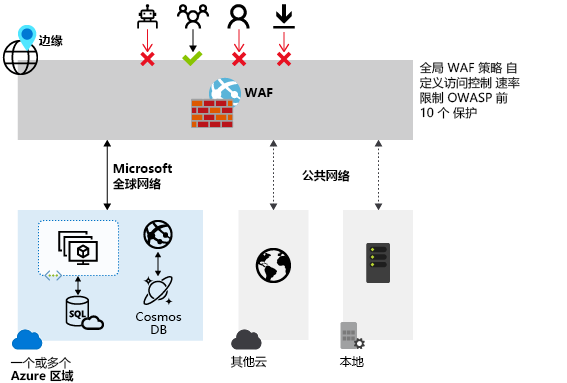 边缘
全局 WAF 策略 自
定义访问控制 速率
限制 OWASP 前
10 个 保护
WAF
Microsoft
全球网络
公共网络
SQL
Cosmos
DB
一个或多个
Azure 区域
其他云
本地